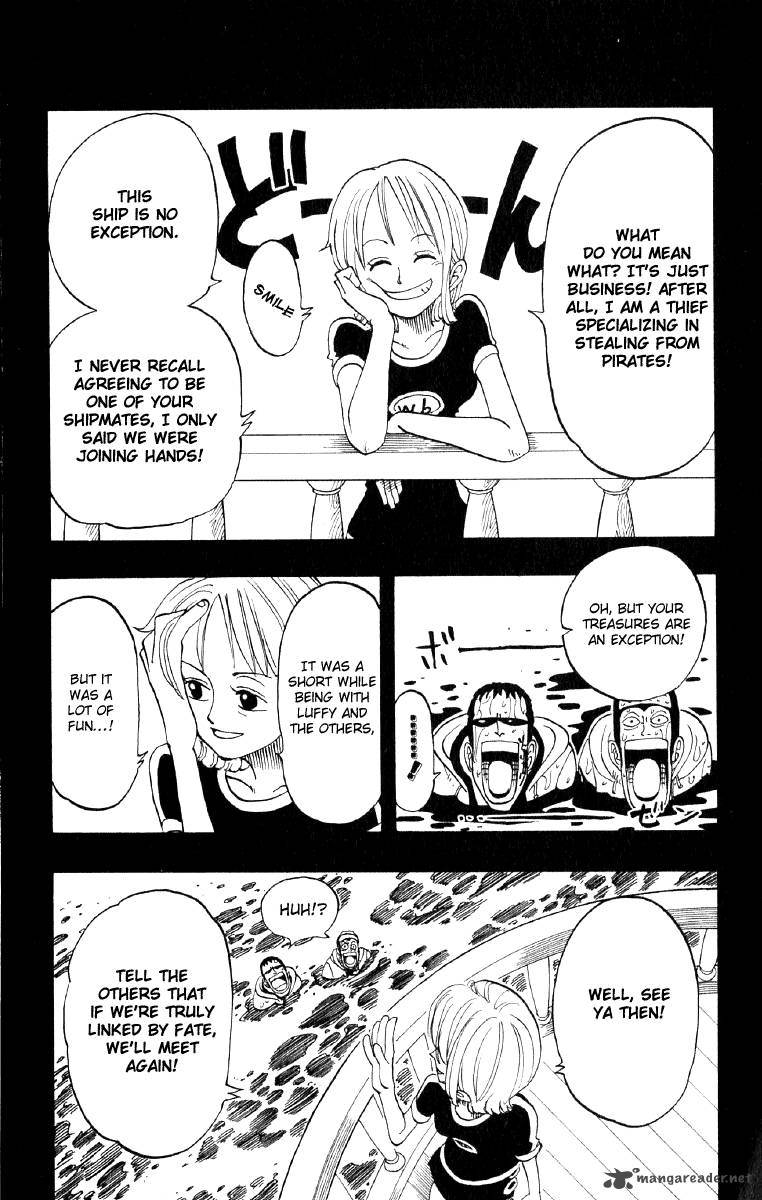 WHAT
DO YOU MEAN
WHAT? IT'S JUST
BUSINESS! AFTER
ALL, I AM A THIEF
SPECIALIZING IN
STEALING FROM
PIRATES!
ど——ん
SMILE
w.b
THIS
SHIP IS NO
EXCEPTION.
I NEVER RECALL
AGREEING TO BE
ONE OF YOUR
SHIPMATES, I ONLY
SAID WE WERE
JOINING HANDS!
OH, BUT YOUR
TREASURES ARE
AN EXCEPTION!
ガー
........!
ゼン
IT WAS A
SHORT WHILE
BEING WITH
LUFFY AND THE
THE OTHERS,
BUT IT
WAS A
LOT OF
FUN...!
WELL, SEE
YA THEN!
HUH!?
TELL THE
OTHERS THAT
IF WE'RE TRULY
LINKED BY FATE,
WE'LL MEET
AGAIN!
mangareader.net